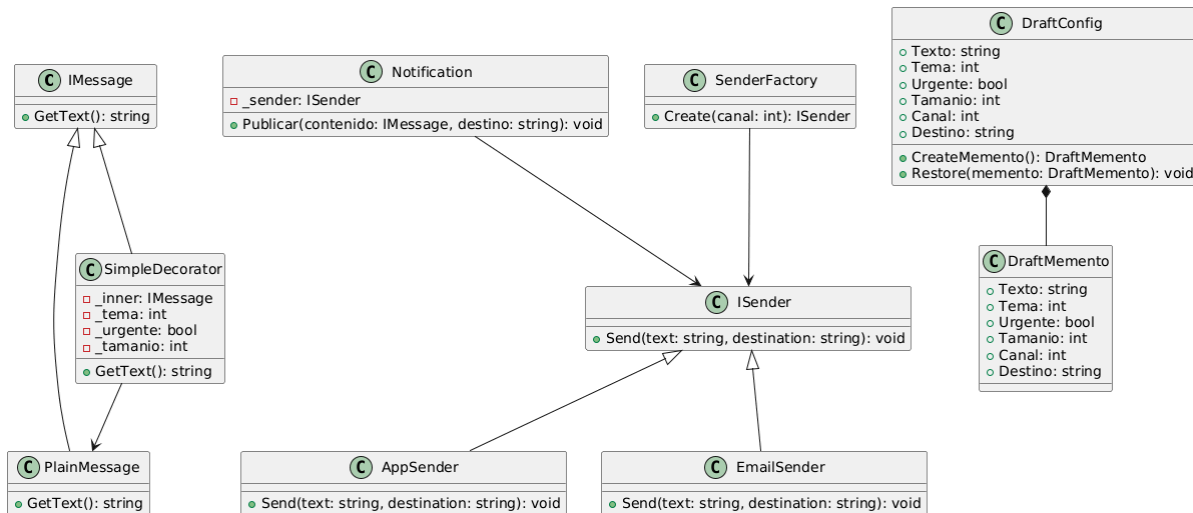 C IMessage
GetText(): string
C Notification
_sender: ISender
Publicar(contenido: IMessage, destino: string): void
C SenderFactory
Create(canal: int): ISender
C DraftConfig
Texto: string
Tema: int
Urgente: bool
Tamanio: int
Canal: int
Destino: string
CreateMemento(): DraftMemento
Restore(memento: DraftMemento): void
C SimpleDecorator
_inner: IMessage
_tema: int
_urgente: bool
_tamanio: int
GetText(): string
C ISender
Send(text: string, destination: string): void
C DraftMemento
Texto: string
Tema: int
Urgente: bool
Tamanio: int
Canal: int
Destino: string
C PlainMessage
GetText(): string
C AppSender
Send(text: string, destination: string): void
C EmailSender
Send(text: string, destination: string): void